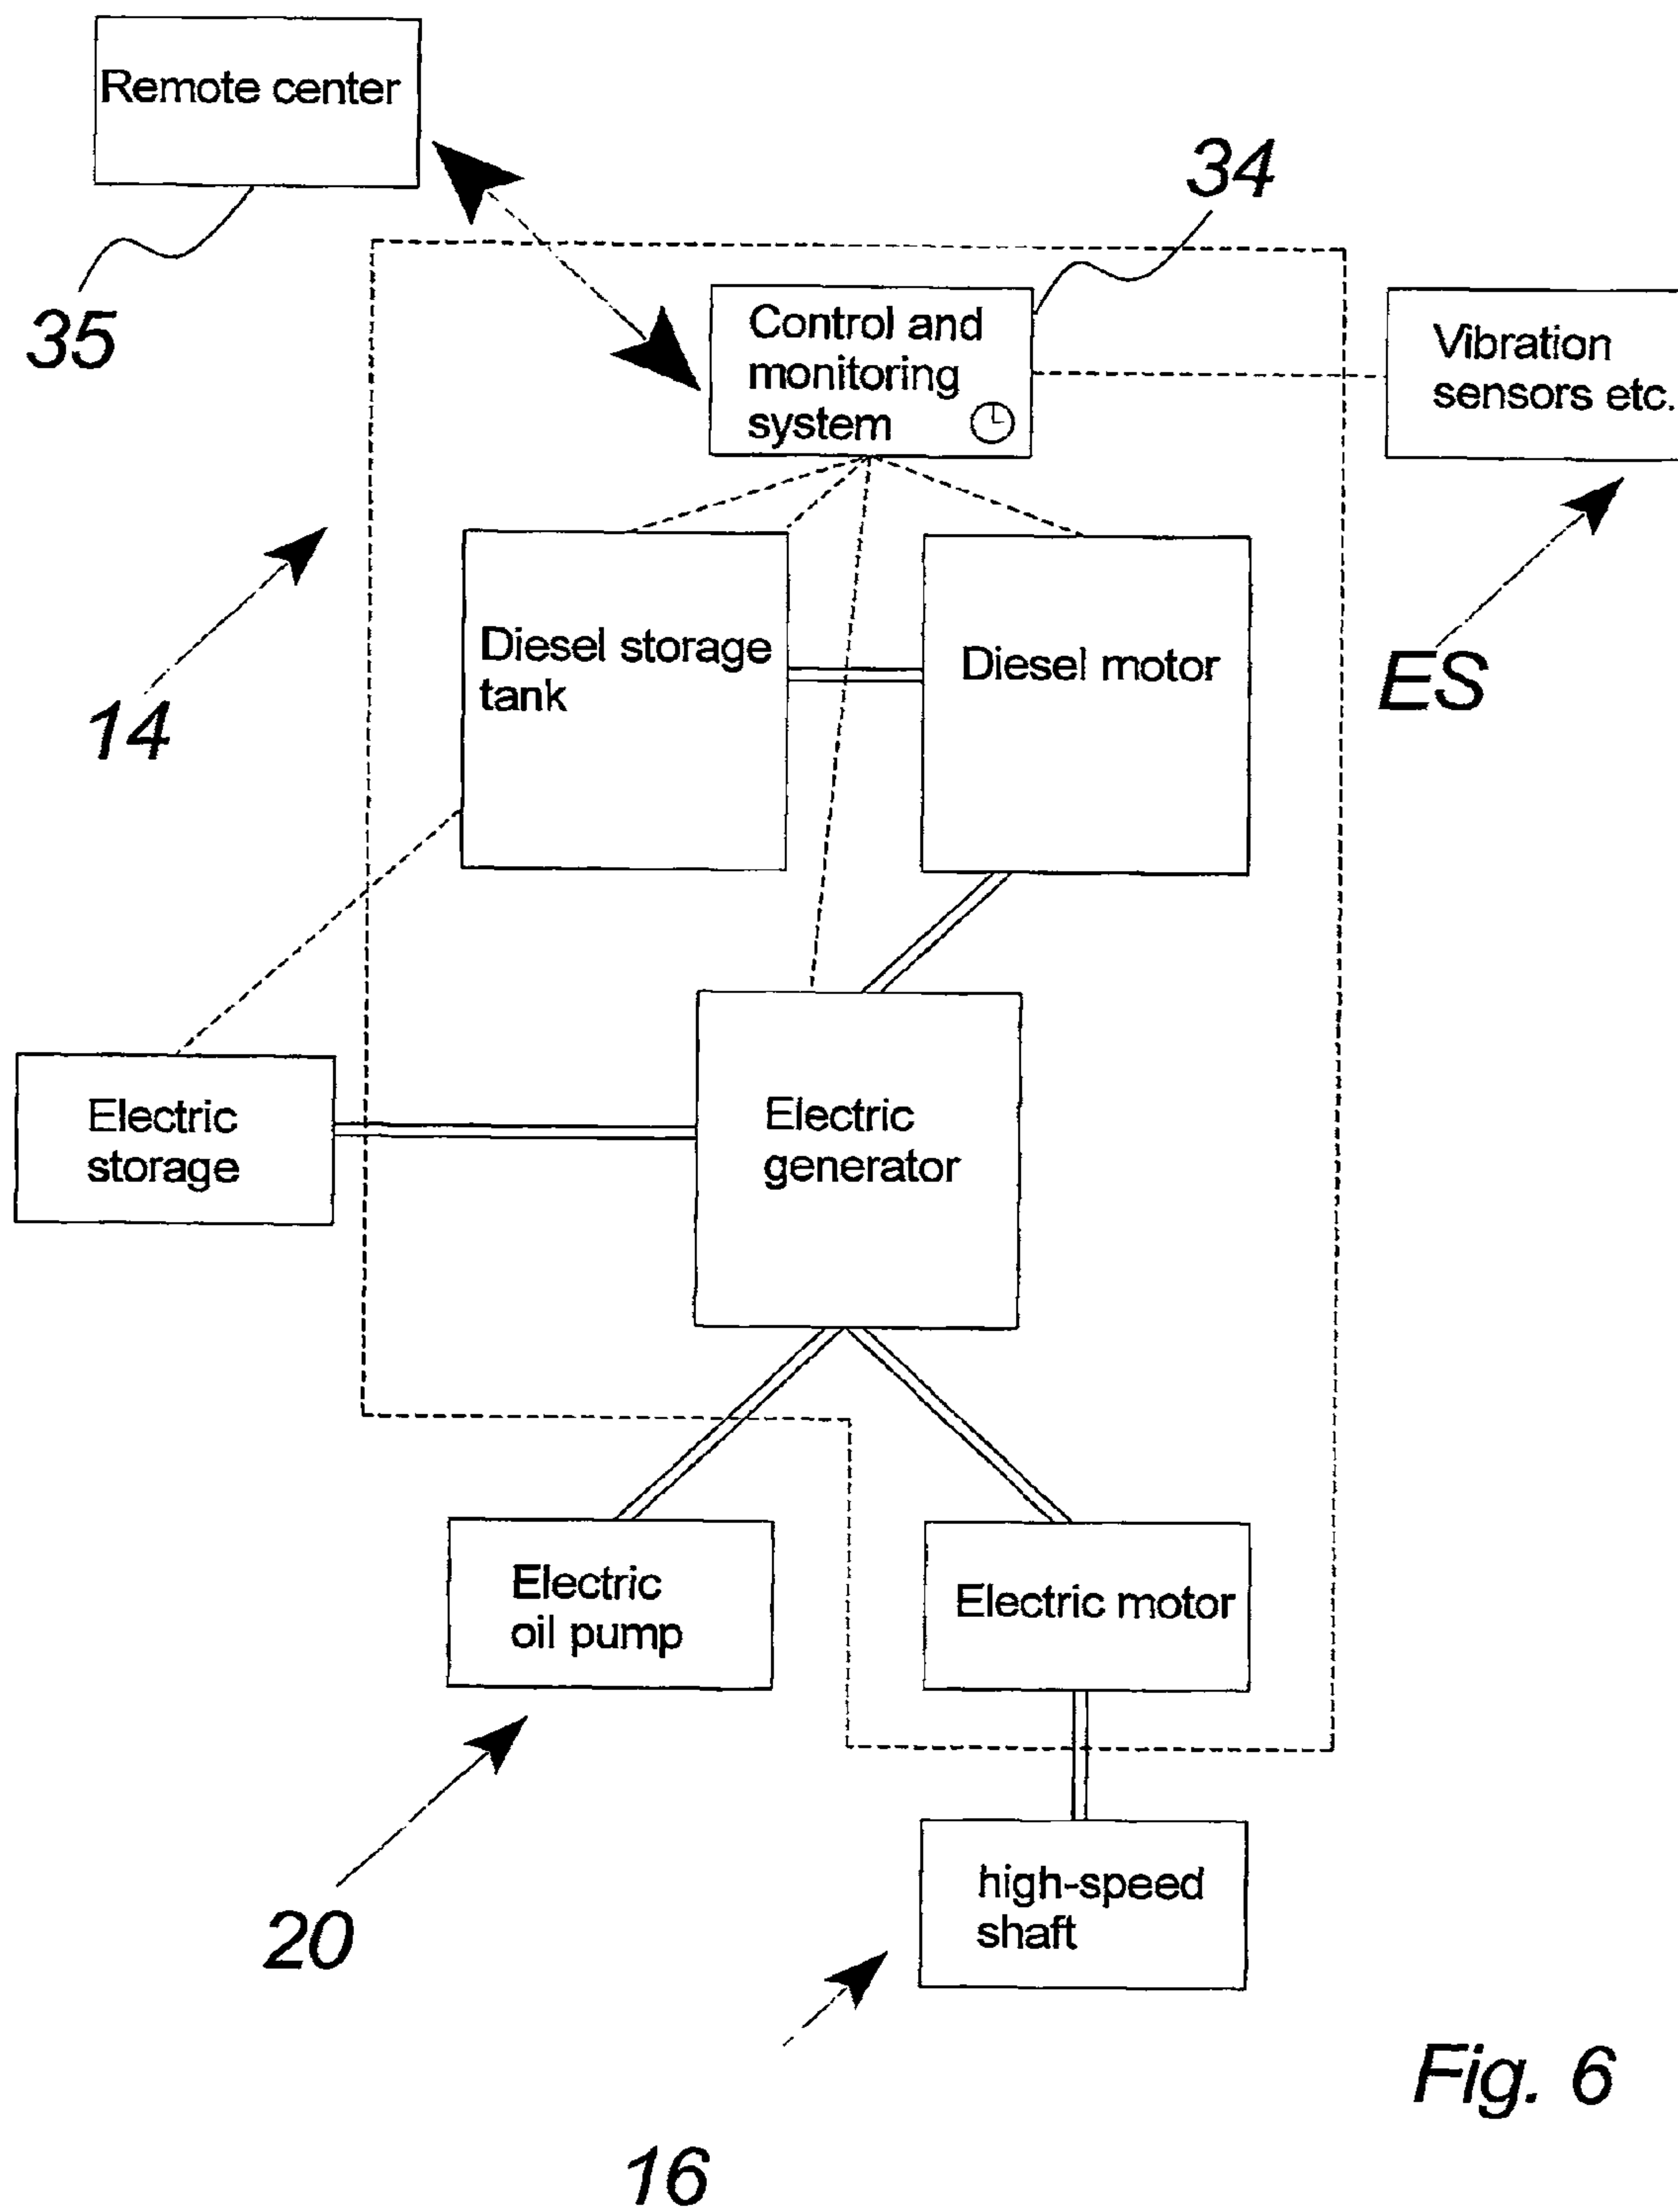 Remote center
34
35
Control and
monitoring
system
Vibration
sensors etc.
14
Diesel storage
tank
Diesel motor
ES
Electric
storage
Electric
generator
Electric
oil pump
Electric motor
20
high-speed
shaft
16
Fig. 6